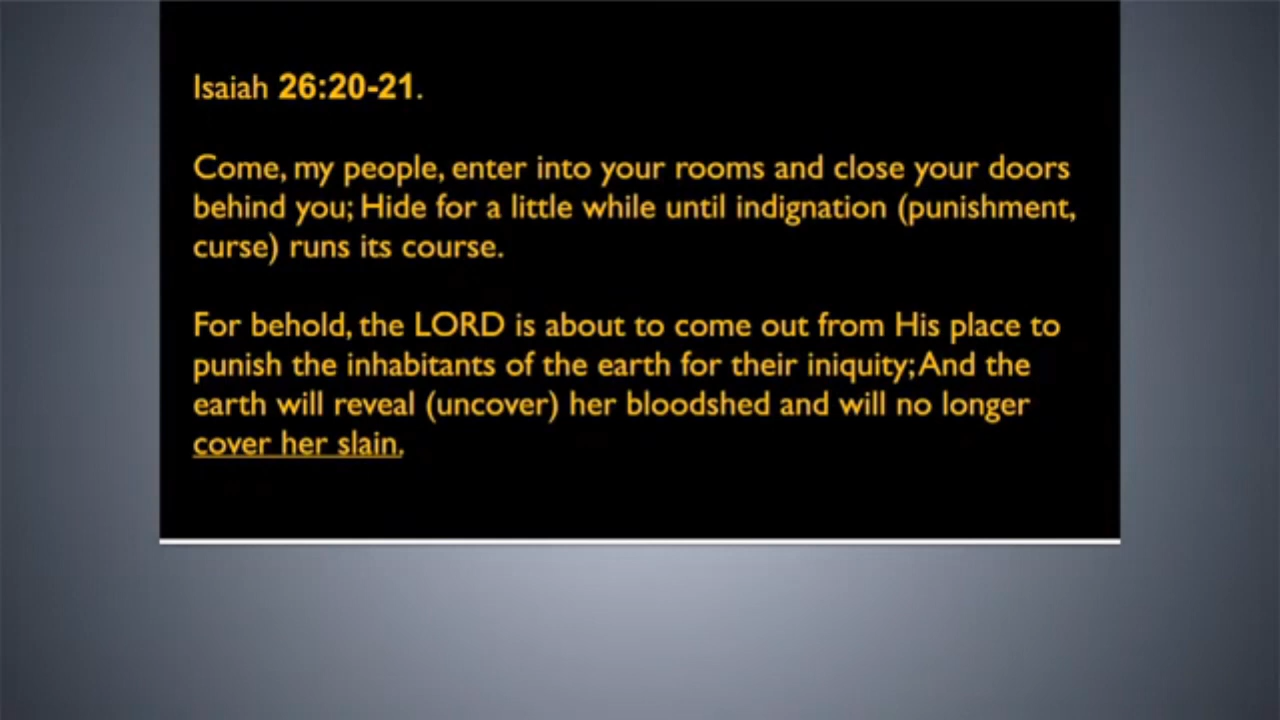 Isaiah 26:20-21.
Come, my people, enter into your rooms and close your doors
behind you; Hide for a little while until indignation (punishment,
curse) runs its course.
For behold, the LORD is about to come out from His place to
punish the inhabitants of the earth for their iniquity; And the
earth will reveal (uncover) her bloodshed and will no longer
cover her slain.